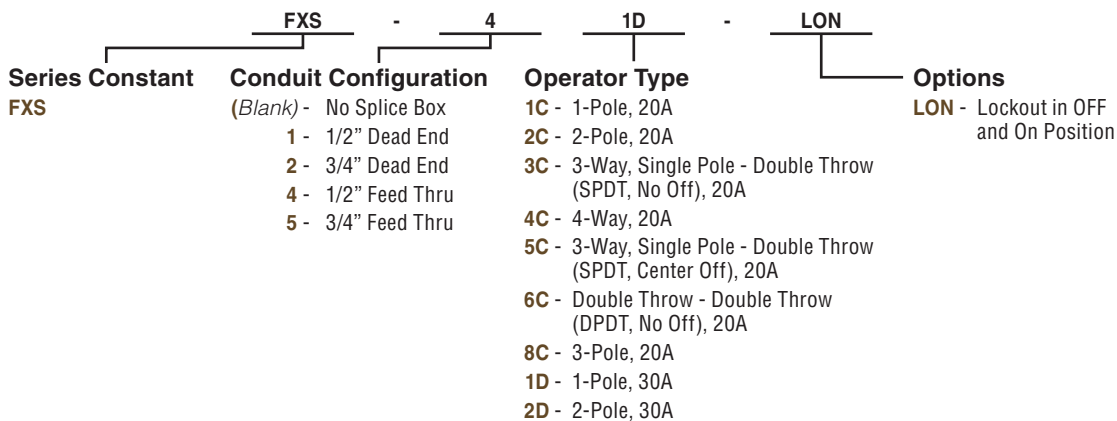 FXS - 4 1D - LON
Series Constant
FXS
Conduit Configuration
(Blank) - No Splice Box
1 - 1/2” Dead End
2 - 3/4” Dead End
4 - 1/2” Feed Thru
5 - 3/4” Feed Thru
Operator Type
1C - 1-Pole, 20A
2C - 2-Pole, 20A
3C - 3-Way, Single Pole - Double Throw
(SPDT, No Off), 20A
4C - 4-Way, 20A
5C - 3-Way, Single Pole - Double Throw
(SPDT, Center Off), 20A
6C - Double Throw - Double Throw
(DPDT, No Off), 20A
8C - 3-Pole, 20A
1D - 1-Pole, 30A
2D - 2-Pole, 30A
Options
LON - Lockout in OFF
and On Position